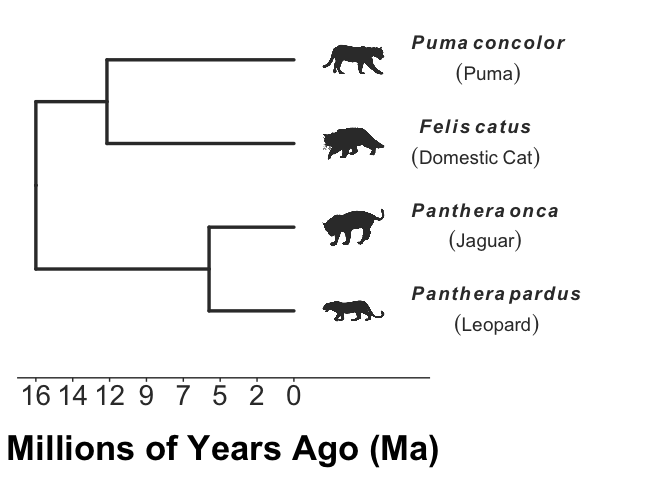 Puma concolor
(Puma)
Felis catus
(Domestic Cat)
Panthera onca
(Jaguar)
Panthera pardus
(Leopard)
16 14 12 9 7 5 2 0
Millions of Years Ago (Ma)